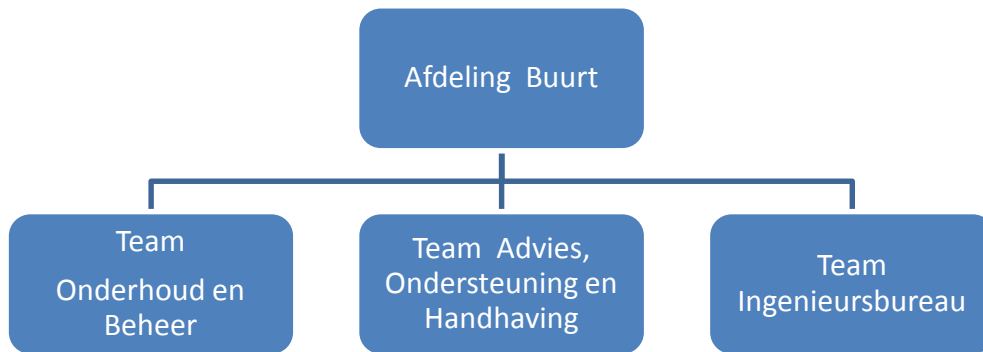 Afdeling Buurt
Team
Onderhoud en
Beheer
Team Advies,
Ondersteuning en
Handhaving
Team
Ingenieursbureau